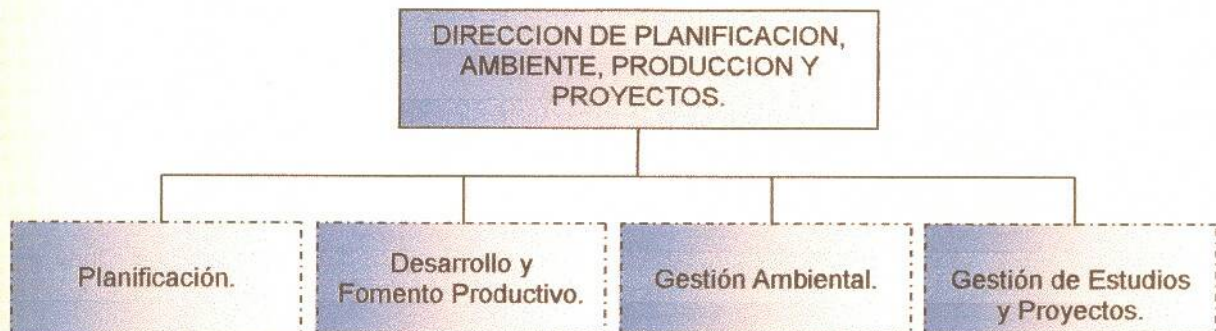 DIRECCION DE PLANIFICACION,
AMBIENTE, PRODUCCION Y
PROYECTOS.
Planificación.
Desarrollo y
Fomento Productivo.
Gestión Ambiental.
Gestión de Estudios
y Proyectos.